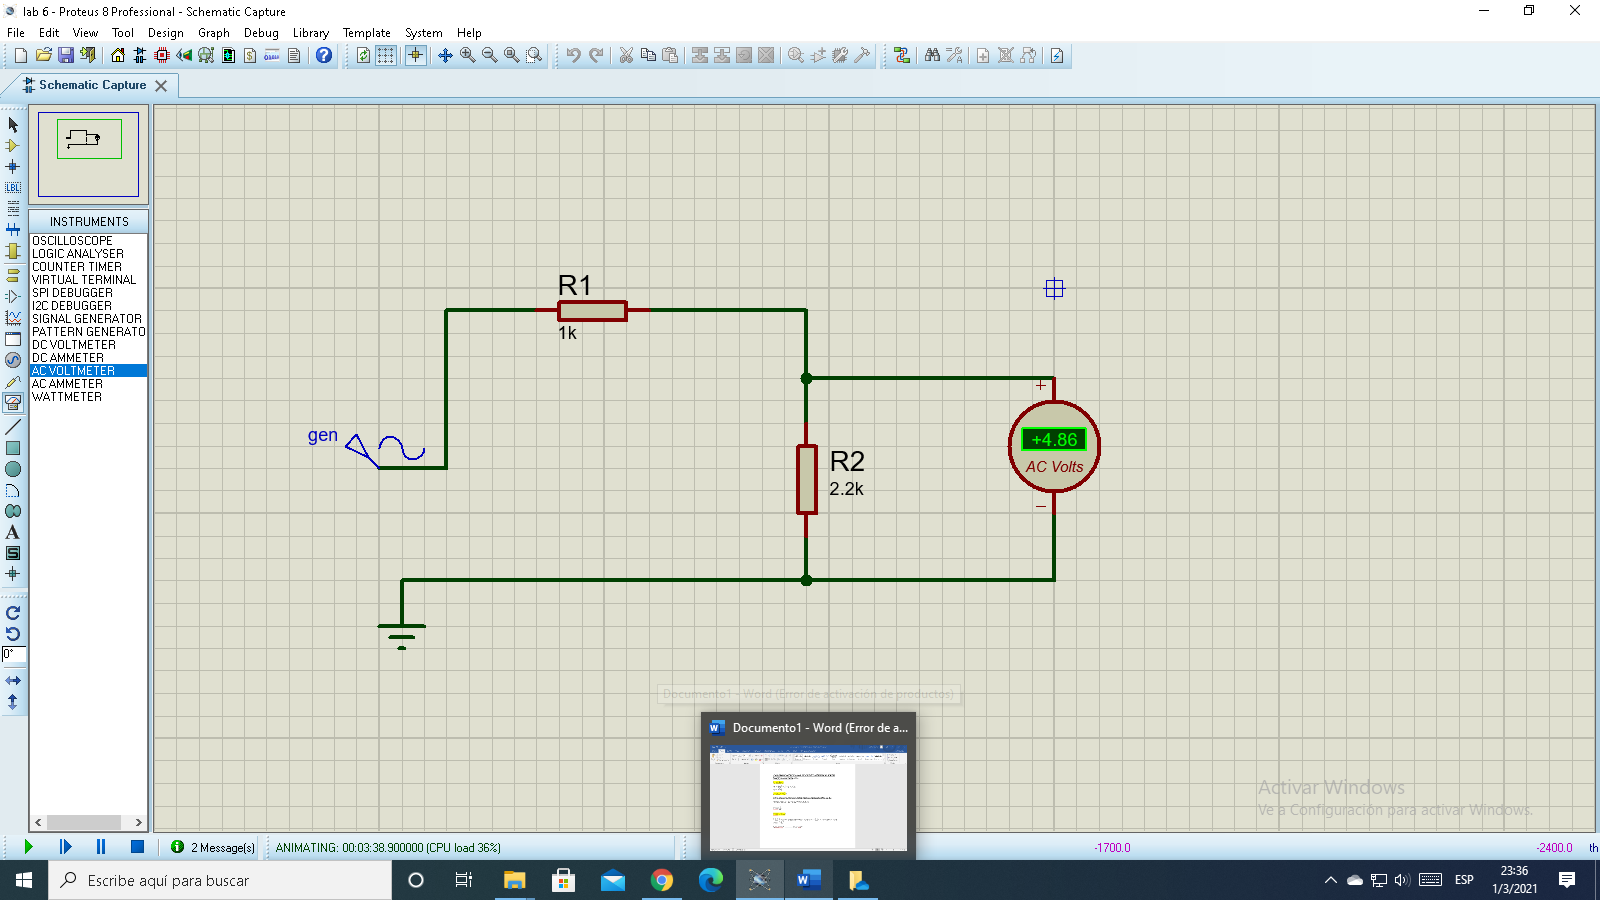 lab 6 - Proteus 8 Professional - Schematic Capture
File Edit View Tool Design Graph Debug Library Template System Help
Schematic Capture
LBL
INSTRUMENTS
OSCILLOSCOPE
LOGIC ANALYSER
COUNTER TIMER
VIRTUAL TERMINAL
SPI DEBUGGER
I2C DEBUGGER
SIGNAL GENERATOR
PATTERN GENERATO
DC VOLTMETER
DC AMMETER
AC VOLTMETER
AC AMMETER
WATTMETER
A
S
0°
R1
1k
gen
R2
2.2k
+
+4.86
AC Volts
−
Documento1 - Word (Error de activación de productos)
Documento1 - Word (Error de a...
Activar Windows
Ve a Configuración para activar Windows.
2 Message(s)
ANIMATING: 00:03:38.900000 (CPU load 36%)
-1700.0
-2400.0
th
Escribe aquí para buscar
ESP
23:36
1/3/2021